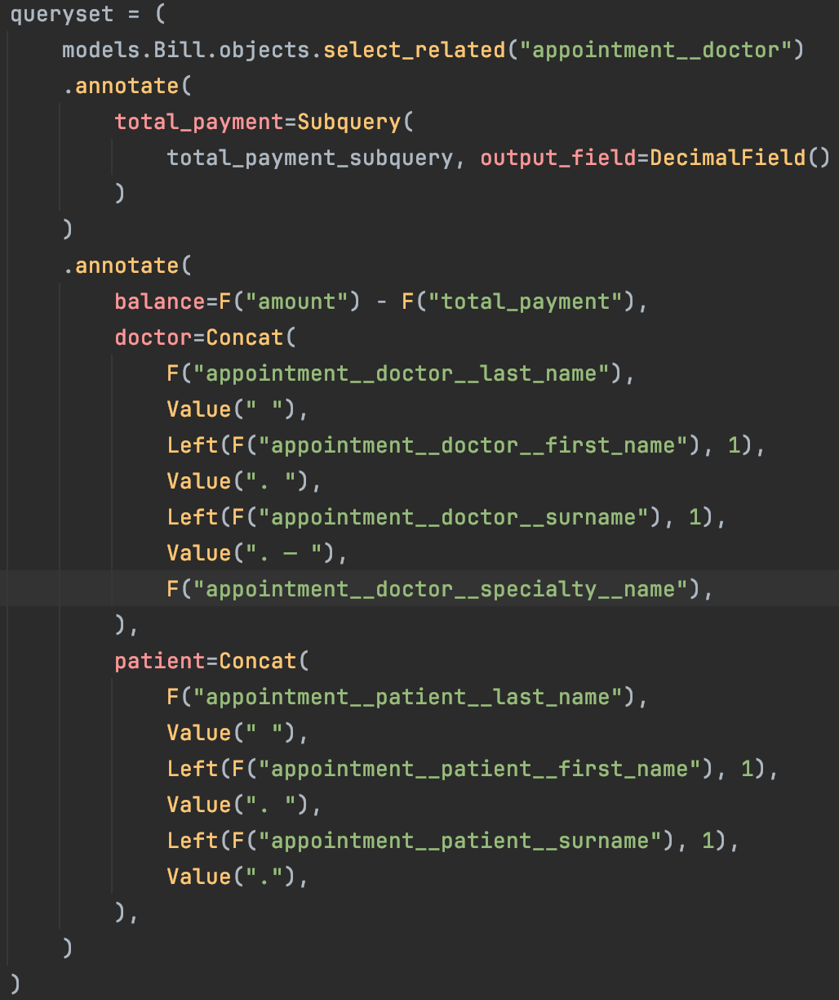 queryset = (
    models.Bill.objects.select_related("appointment__doctor")
    .annotate(
        total_payment=Subquery(
            total_payment_subquery, output_field=DecimalField()
        )
    )
    .annotate(
        balance=F("amount") - F("total_payment"),
        doctor=Concat(
            F("appointment__doctor__last_name"),
            Value(" "),
            Left(F("appointment__doctor__first_name"), 1),
            Value(". "),
            Left(F("appointment__doctor__surname"), 1),
            Value(". — "),
            F("appointment__doctor__specialty__name"),
        ),
        patient=Concat(
            F("appointment__patient__last_name"),
            Value(" "),
            Left(F("appointment__patient__first_name"), 1),
            Value(". "),
            Left(F("appointment__patient__surname"), 1),
            Value("."),
        ),
    )
)